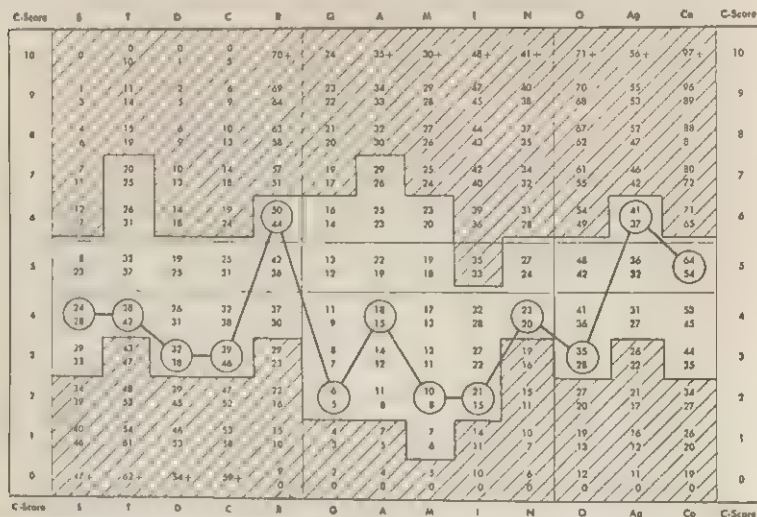 C-Score S T D C R G A M I N O Ag Co C-Score
10 0 0 0 0 70+ 24 35+ 30+ 48+ 41+ 71+ 56+ 97+ 10
10 1 5
1 11 2 6 69 23 34 29 47 40 70 55 96
9 3 14 5 9 64 22 33 28 45 38 68 53 89 9
4 15 6 10 63 21 32 27 44 37 67 52 88
8 6 19 9 13 58 20 30 26 43 35 62 47 8
7 20 10 14 57 19 29 25 42 34 61 46 80
7 11 25 13 18 51 17 26 24 40 32 55 42 72 7
12 26 14 19 50 16 25 23 39 31 54 41 71
6 31 18 24 44 14 23 20 36 28 49 37 65 6
8 32 19 25 42 13 22 19 35 27 48 36 64
5 23 37 25 31 38 12 19 18 33 24 42 32 54 5
24 38 26 32 37 11 18 17 32 23 41 31 53
4 28 42 31 38 30 9 15 13 28 20 36 27 45 4
29 43 32 39 29 8 14 12 27 19 35 26 44
3 33 47 38 46 23 7 12 11 22 16 28 22 35 3
34 48 39 47 22 6 11 10 21 15 27 21 34
2 39 53 45 52 16 5 8 8 15 11 20 17 27 2
40 54 46 53 15 4 7 7 14 10 19 16 26
1 46 61 53 58 10 3 5 6 11 7 13 12 20 1
9 2 4 5 10 6 12 11 19
0 47+ 62+ 54+ 59+ 0 0 0 0 0 0 0 0 0 0
C-Score S T D C R G A M I N O Ag Co C-Score